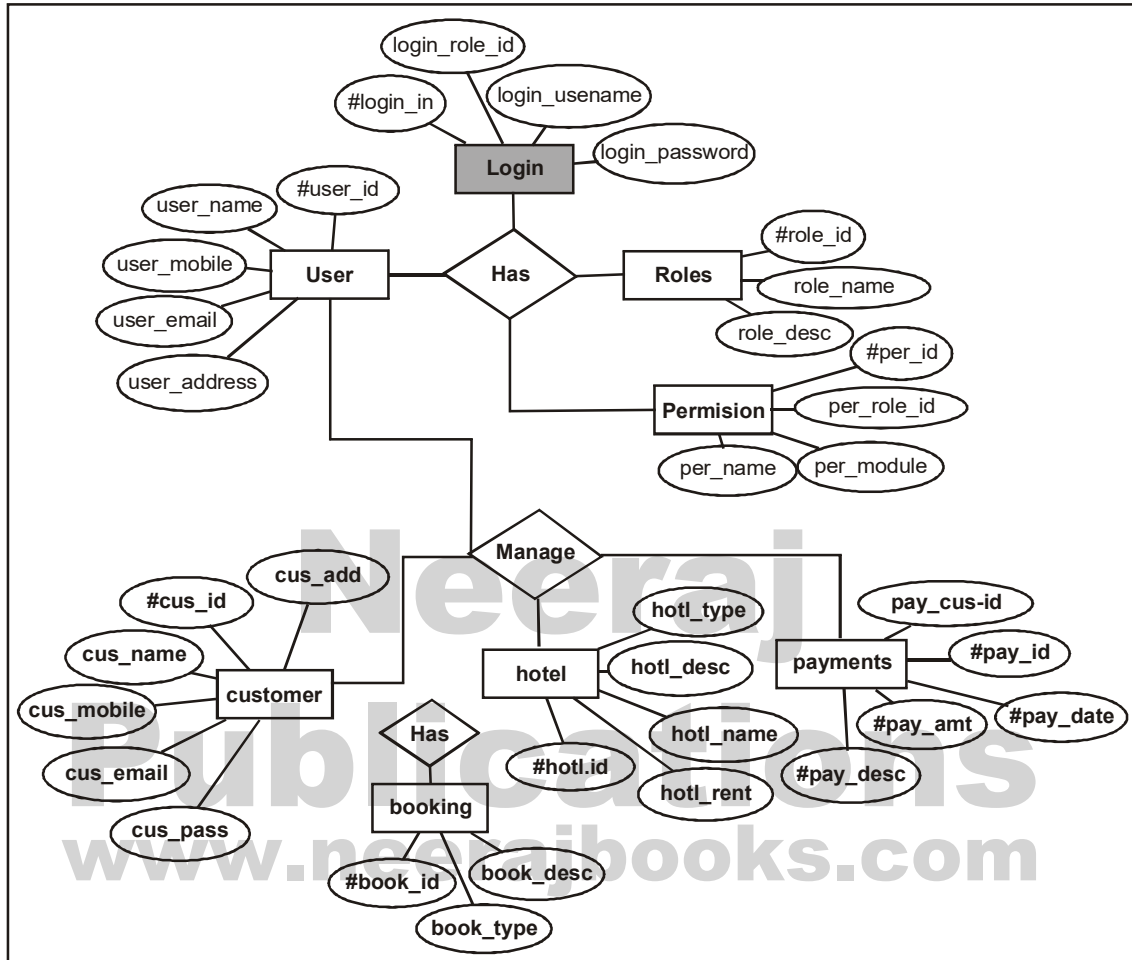 login_role_id
#login_in
login_usename
login_password
Login
#user_id
user_name
user_mobile
user_email
user_address
User
Has
Roles
#role_id
role_name
role_desc
Permision
#per_id
per_role_id
per_module
per_name
Manage
cus_add
#cus_id
cus_name
cus_mobile
cus_email
cus_pass
customer
hotel
hotl_type
hotl_desc
hotl_name
hotl_rent
#hotl.id
payments
pay_cus-id
#pay_id
#pay_date
#pay_amt
#pay_desc
Has
booking
#book_id
book_desc
book_type
Neeraj
Publications
www.neerajbooks.com